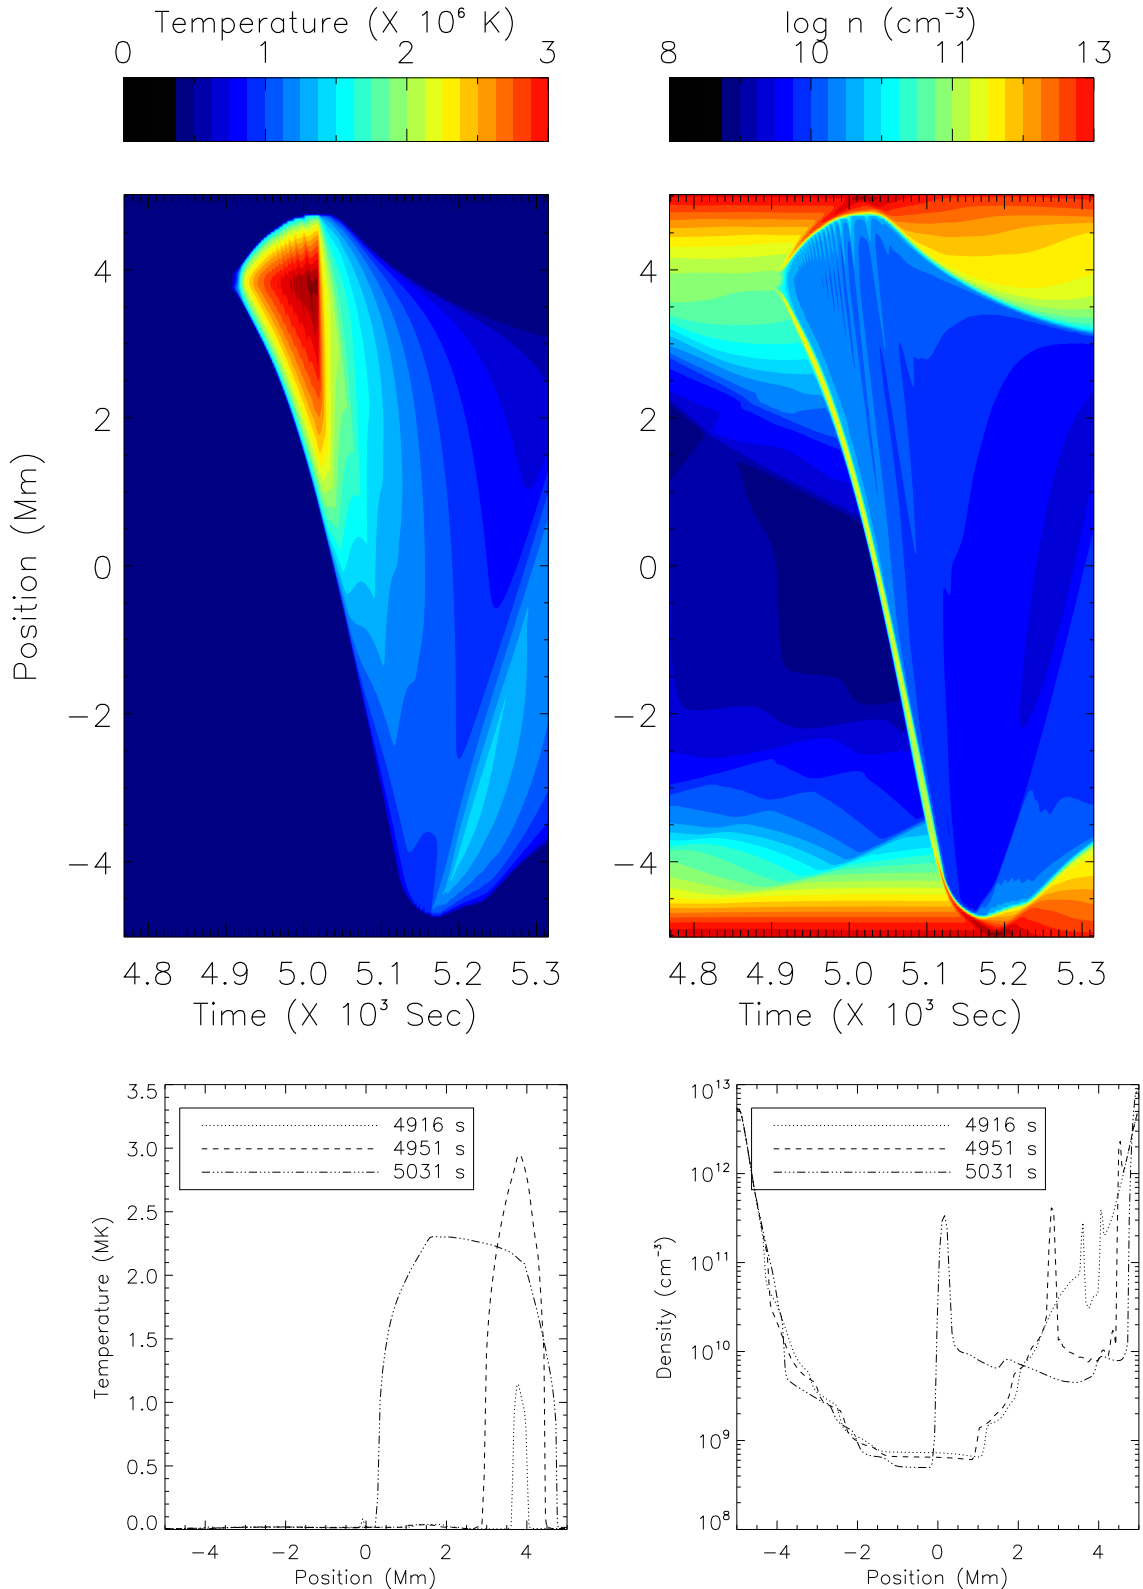 Temperature (X 10⁶ K)
0 1 2 3
log n (cm⁻³)
8 10 11 13
Position (Mm)
4
2
0
−2
−4
4
2
0
−2
−4
4.8 4.9 5.0 5.1 5.2 5.3
Time (X 10³ Sec)
4.8 4.9 5.0 5.1 5.2 5.3
Time (X 10³ Sec)
Temperature (MK)
3.5
3.0
2.5
2.0
1.5
1.0
0.5
0.0
4916 s
4951 s
5031 s
−4 −2 0 2 4
Position (Mm)
Density (cm⁻³)
10¹³
10¹²
10¹¹
10¹⁰
10⁹
10⁸
4916 s
4951 s
5031 s
−4 −2 0 2 4
Position (Mm)